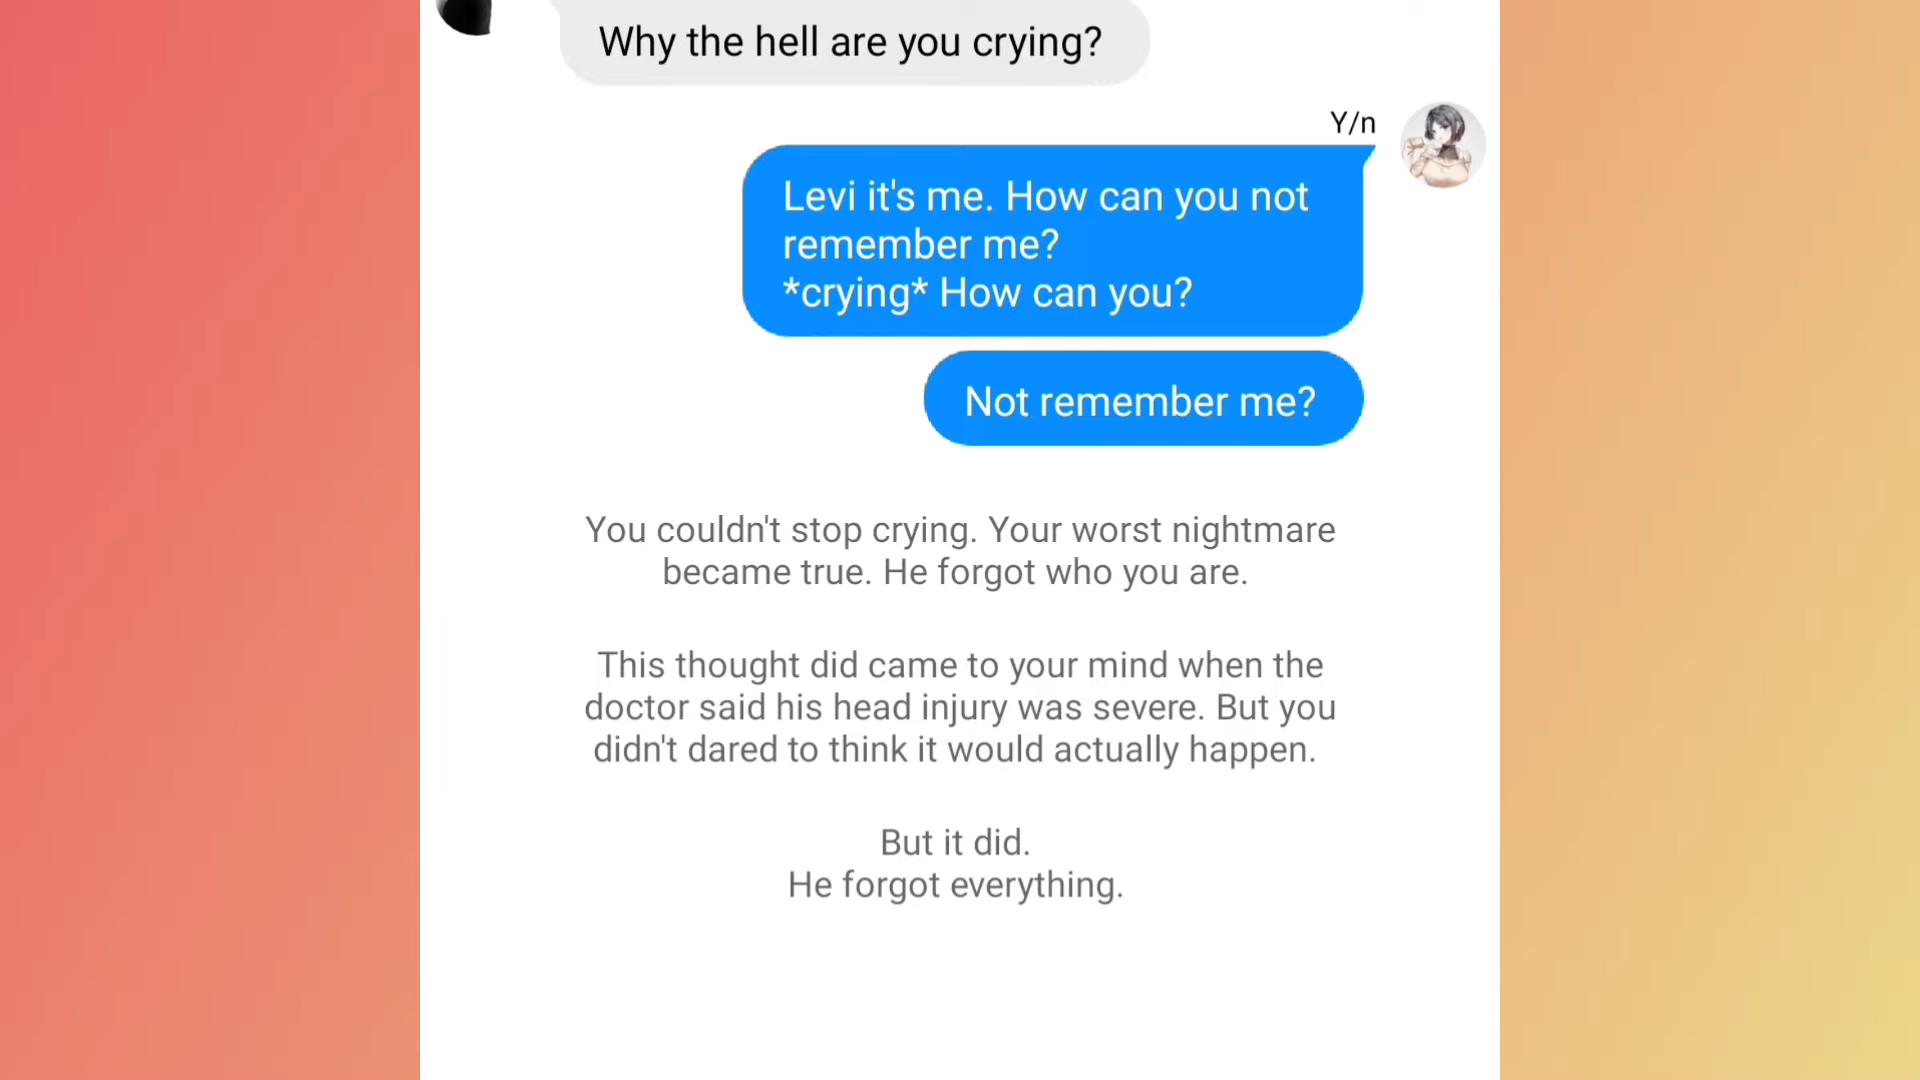 Why the hell are you crying?
Y/n
Levi it's me. How can you not
remember me?
*crying* How can you?
Not remember me?
You couldn't stop crying. Your worst nightmare
became true. He forgot who you are.
This thought did came to your mind when the
doctor said his head injury was severe. But you
didn't dared to think it would actually happen.
But it did.
He forgot everything.